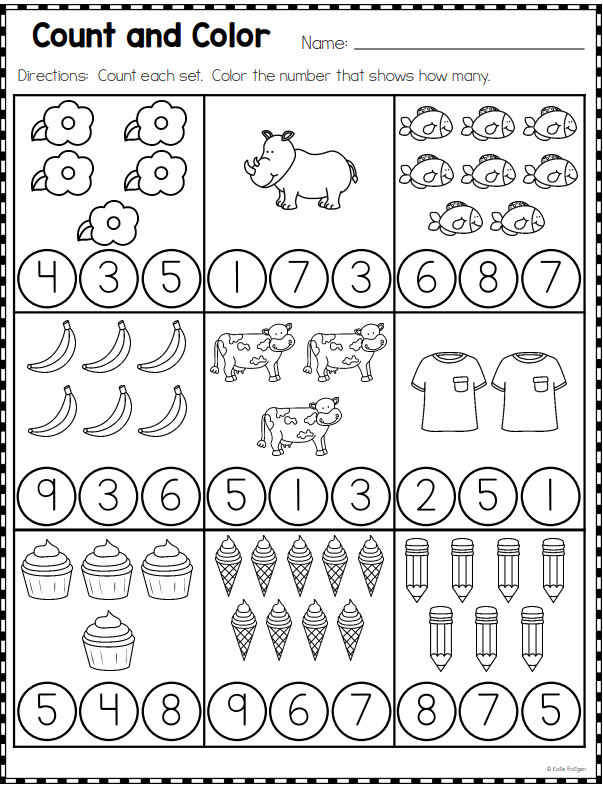 Count and Color
Name:
Directions: Count each set. Color the number that shows how many.
4 3 5 1 7 3 6 8 7
9 3 6 5 1 3 2 5 1
5 4 8 9 6 7 8 7 5
© Katie Roltgen